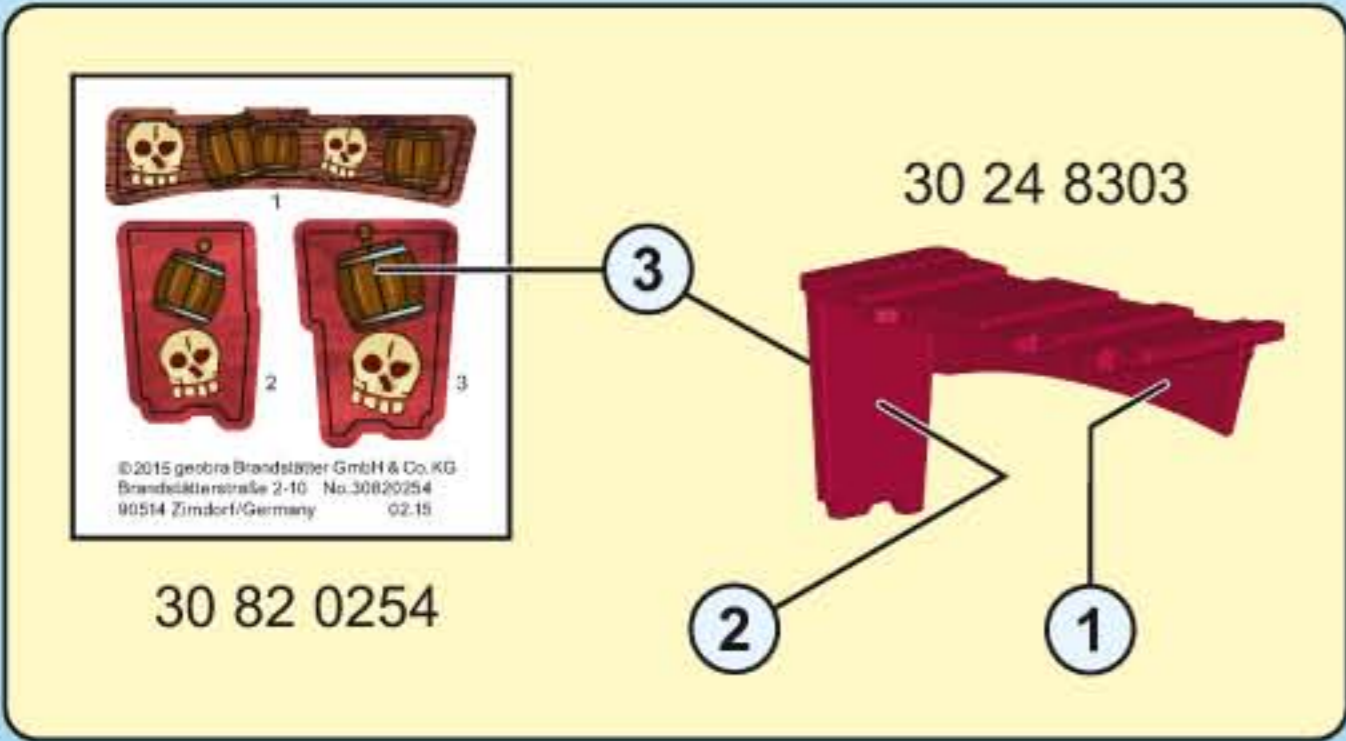 1
2
3
© 2015 geobra Brandstätter GmbH & Co. KG
Brandstätterstraße 2-10 No.30820254
90514 Zirndorf/Germany 02.15
30 82 0254
30 24 8303
3
2
1